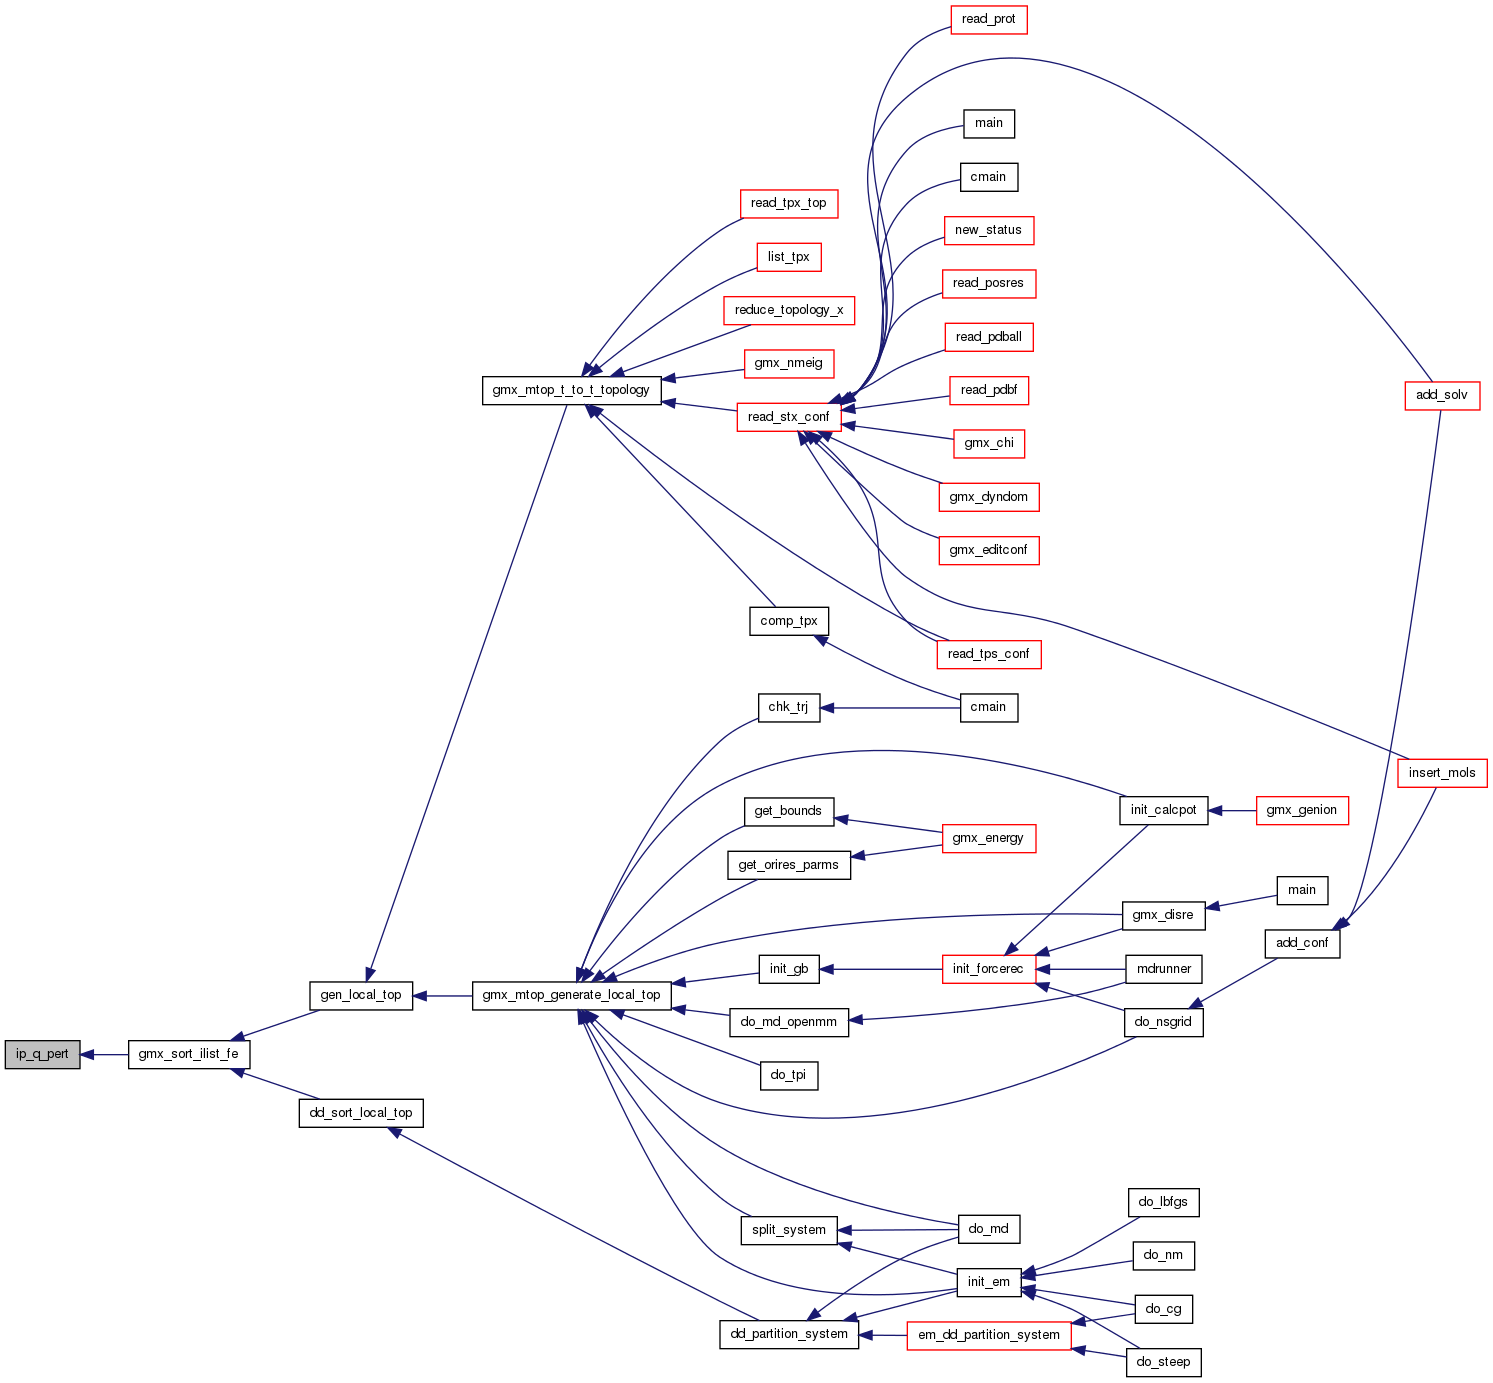 read_prot
main
cmain
read_tpx_top
new_status
list_tpx
read_posres
reduce_topology_x
read_pdball
gmx_nmeig
gmx_mtop_t_to_t_topology
read_pdbf
add_solv
read_stx_conf
gmx_chi
gmx_dyndom
gmx_editconf
comp_tpx
read_tps_conf
chk_trj
cmain
insert_mols
get_bounds
init_calcpot
gmx_genion
gmx_energy
get_orires_parms
main
gmx_disre
add_conf
init_gb
init_forcerec
mdrunner
gen_local_top
gmx_mtop_generate_local_top
do_md_openmm
do_nsgrid
ip_q_pert
gmx_sort_ilist_fe
do_tpi
dd_sort_local_top
do_lbfgs
split_system
do_md
do_nm
init_em
do_cg
dd_partition_system
em_dd_partition_system
do_steep